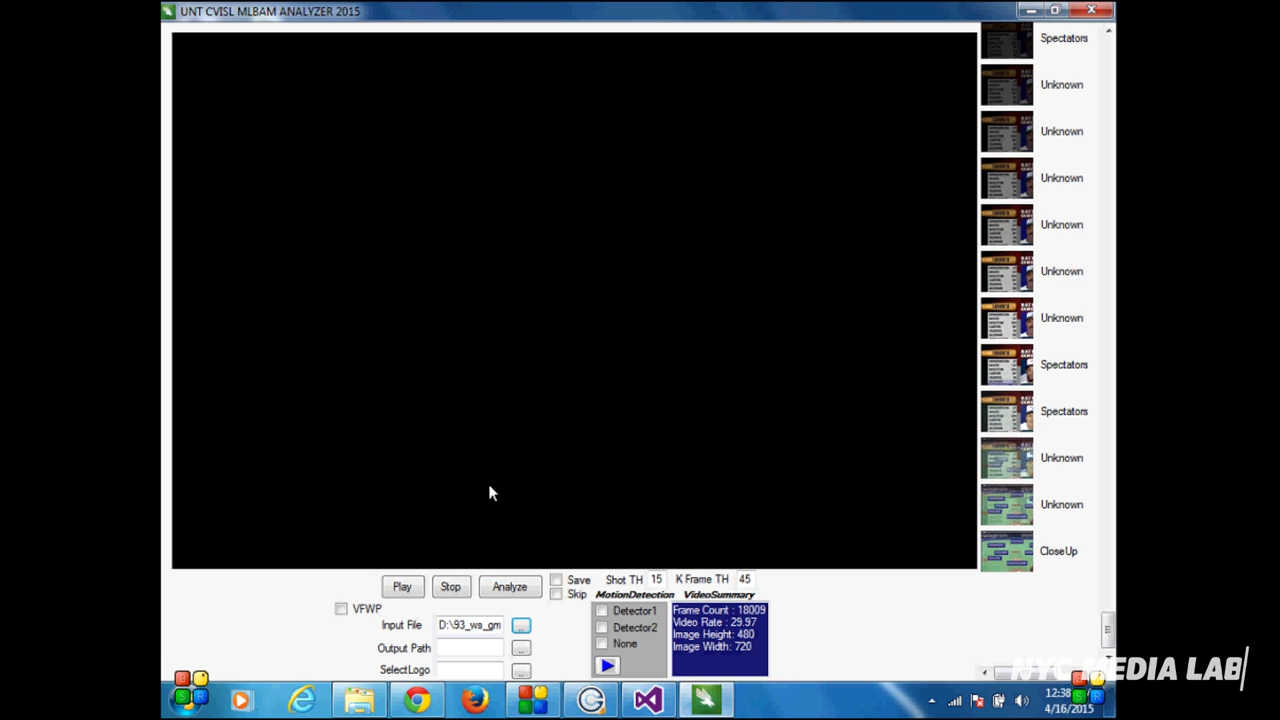 UNT CVISL MLBAM ANALYZER 2015
Spectators
Unknown
Unknown
Unknown
Unknown
Unknown
Unknown
Spectators
Spectators
Unknown
Unknown
CloseUp
Play
Stop
Analyze
Save
Skip
Shot TH 15
K Frame TH 45
MotionDetection
VideoSummary
VFWP
Input File D:\93_ws_gm ..
Output Path ..
SelectLogo ..
Detector1
Detector2
None
Frame Count : 18009
Video Rate : 29.97
Image Height: 480
Image Width: 720
NYC MEDIA LAB
12:38
4/16/2015